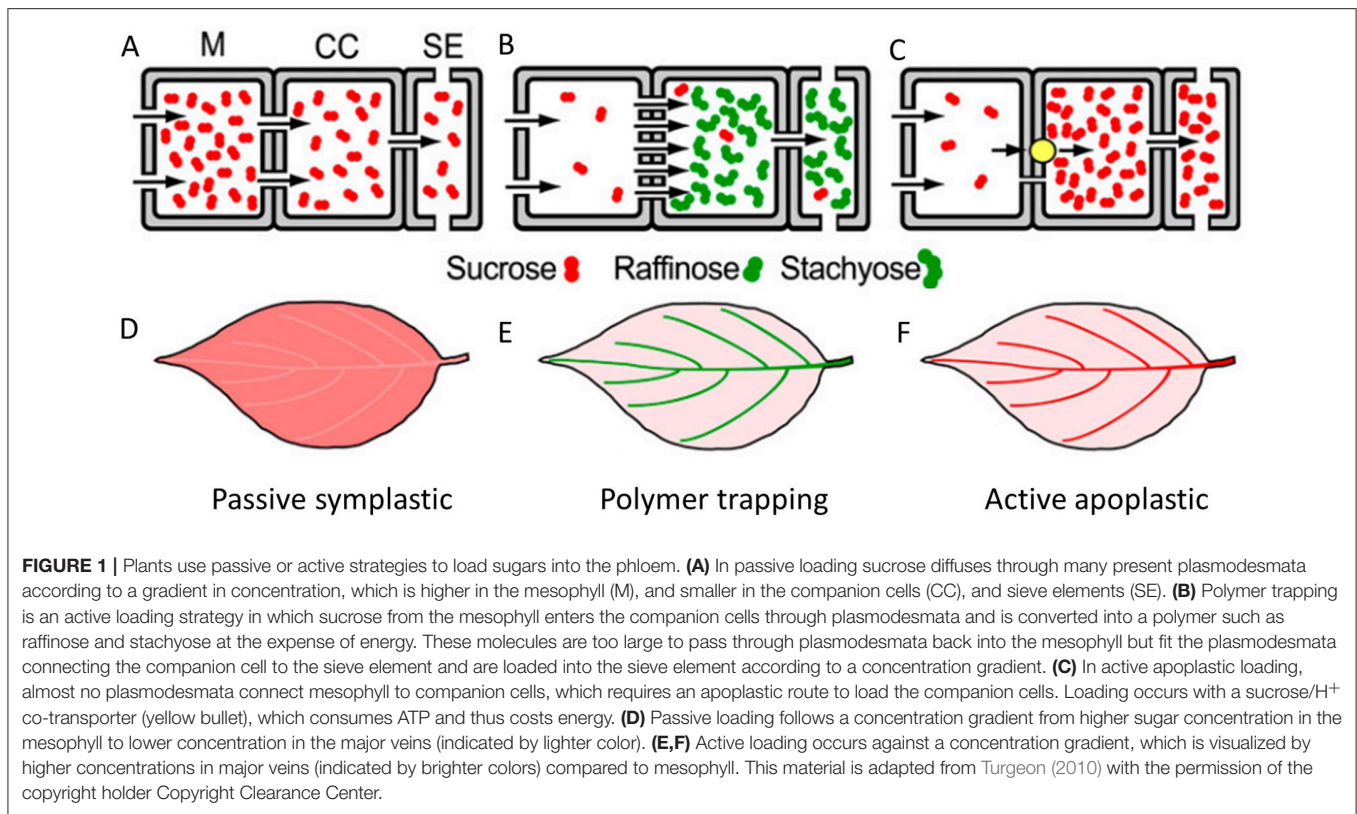 A M CC SE B C
Sucrose Raffinose Stachyose
D E F
Passive symplastic Polymer trapping Active apoplastic
FIGURE 1 | Plants use passive or active strategies to load sugars into the phloem. (A) In passive loading sucrose diffuses through many present plasmodesmata
according to a gradient in concentration, which is higher in the mesophyll (M), and smaller in the companion cells (CC), and sieve elements (SE). (B) Polymer trapping
is an active loading strategy in which sucrose from the mesophyll enters the companion cells through plasmodesmata and is converted into a polymer such as
raffinose and stachyose at the expense of energy. These molecules are too large to pass through plasmodesmata back into the mesophyll but fit the plasmodesmata
connecting the companion cell to the sieve element and are loaded into the sieve element according to a concentration gradient. (C) In active apoplastic loading,
almost no plasmodesmata connect mesophyll to companion cells, which requires an apoplastic route to load the companion cells. Loading occurs with a sucrose/H+
co-transporter (yellow bullet), which consumes ATP and thus costs energy. (D) Passive loading follows a concentration gradient from higher sugar concentration in the
mesophyll to lower concentration in the major veins (indicated by lighter color). (E,F) Active loading occurs against a concentration gradient, which is visualized by
higher concentrations in major veins (indicated by brighter colors) compared to mesophyll. This material is adapted from Turgeon (2010) with the permission of the
copyright holder Copyright Clearance Center.